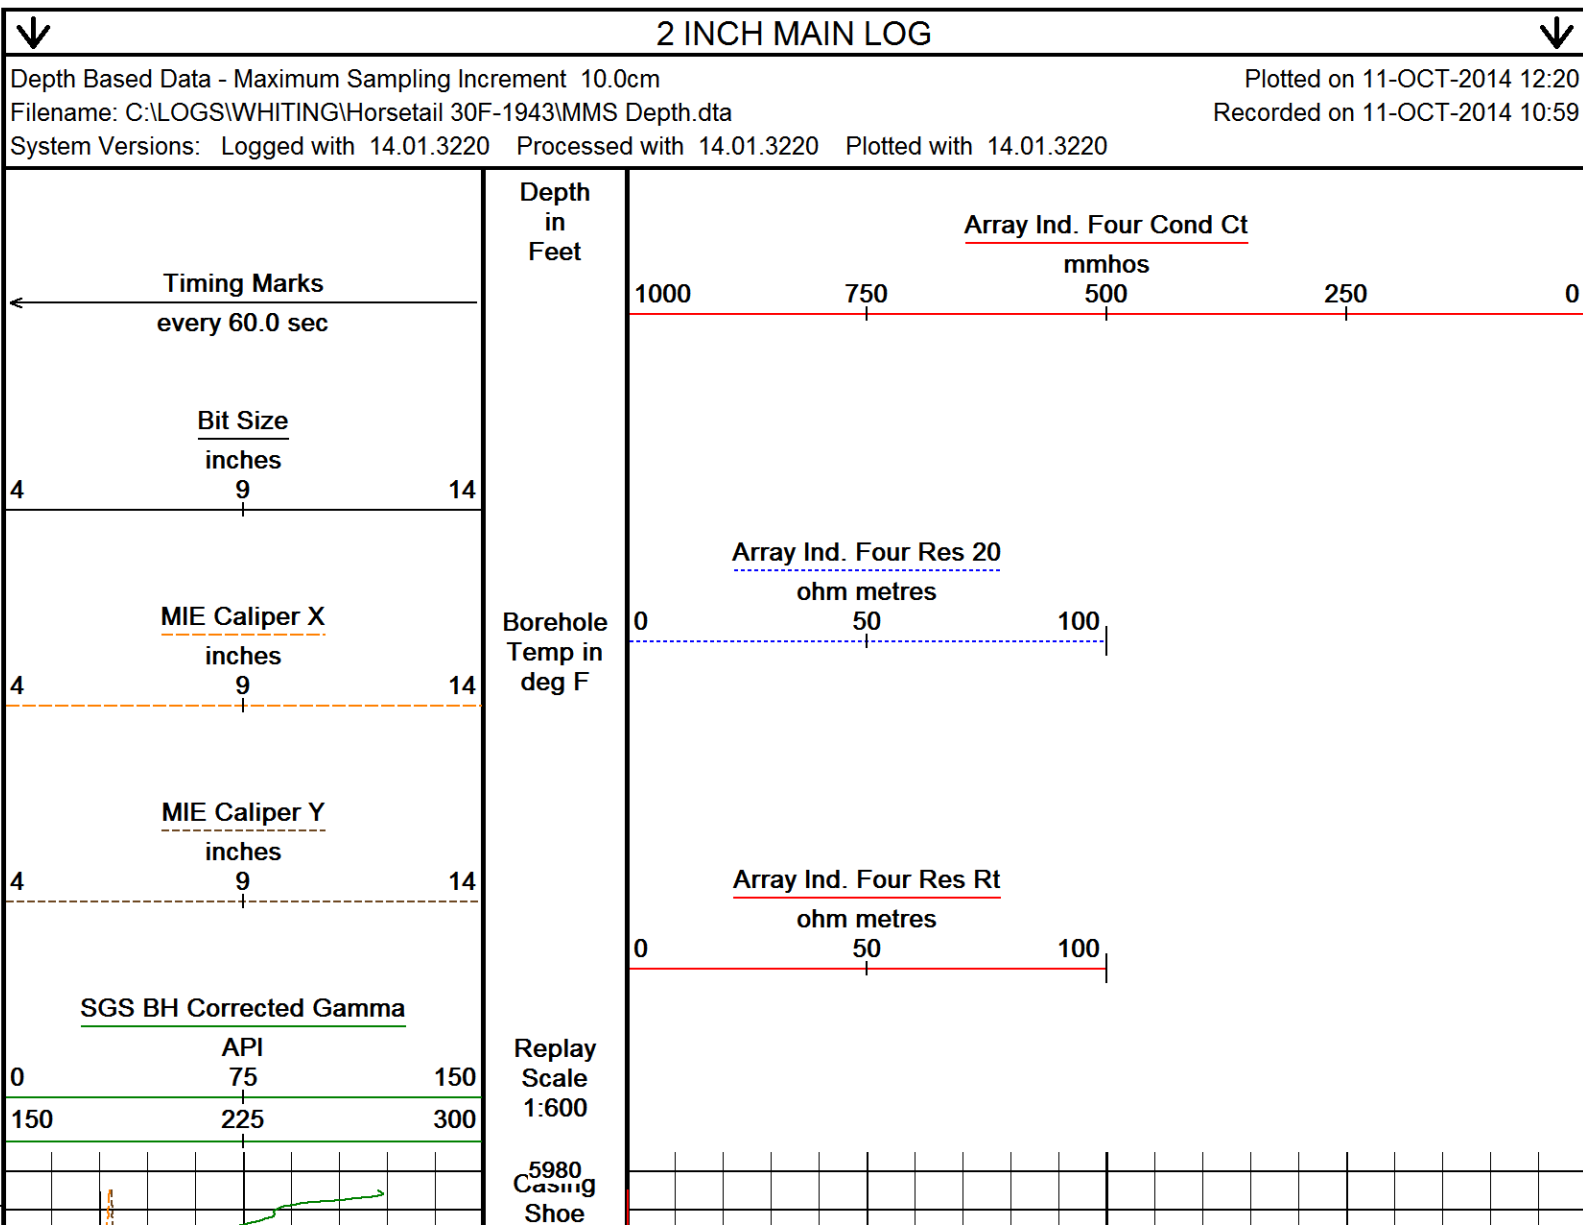 2 INCH MAIN LOG
Depth Based Data - Maximum Sampling Increment 10.0cm
Plotted on 11-OCT-2014 12:20
Filename: C:\LOGS\WHITING\Horsetail 30F-1943\MMS Depth.dta
Recorded on 11-OCT-2014 10:59
System Versions: Logged with 14.01.3220 Processed with 14.01.3220 Plotted with 14.01.3220
Timing Marks
every 60.0 sec
Bit Size
inches
4 9 14
MIE Caliper X
inches
4 9 14
MIE Caliper Y
inches
4 9 14
SGS BH Corrected Gamma
API
0 75 150
150 225 300
Depth
in
Feet
Borehole
Temp in
deg F
Replay
Scale
1:600
5980
Casing
Shoe
Array Ind. Four Cond Ct
mmhos
1000 750 500 250 0
Array Ind. Four Res 20
ohm metres
0 50 100
Array Ind. Four Res Rt
ohm metres
0 50 100